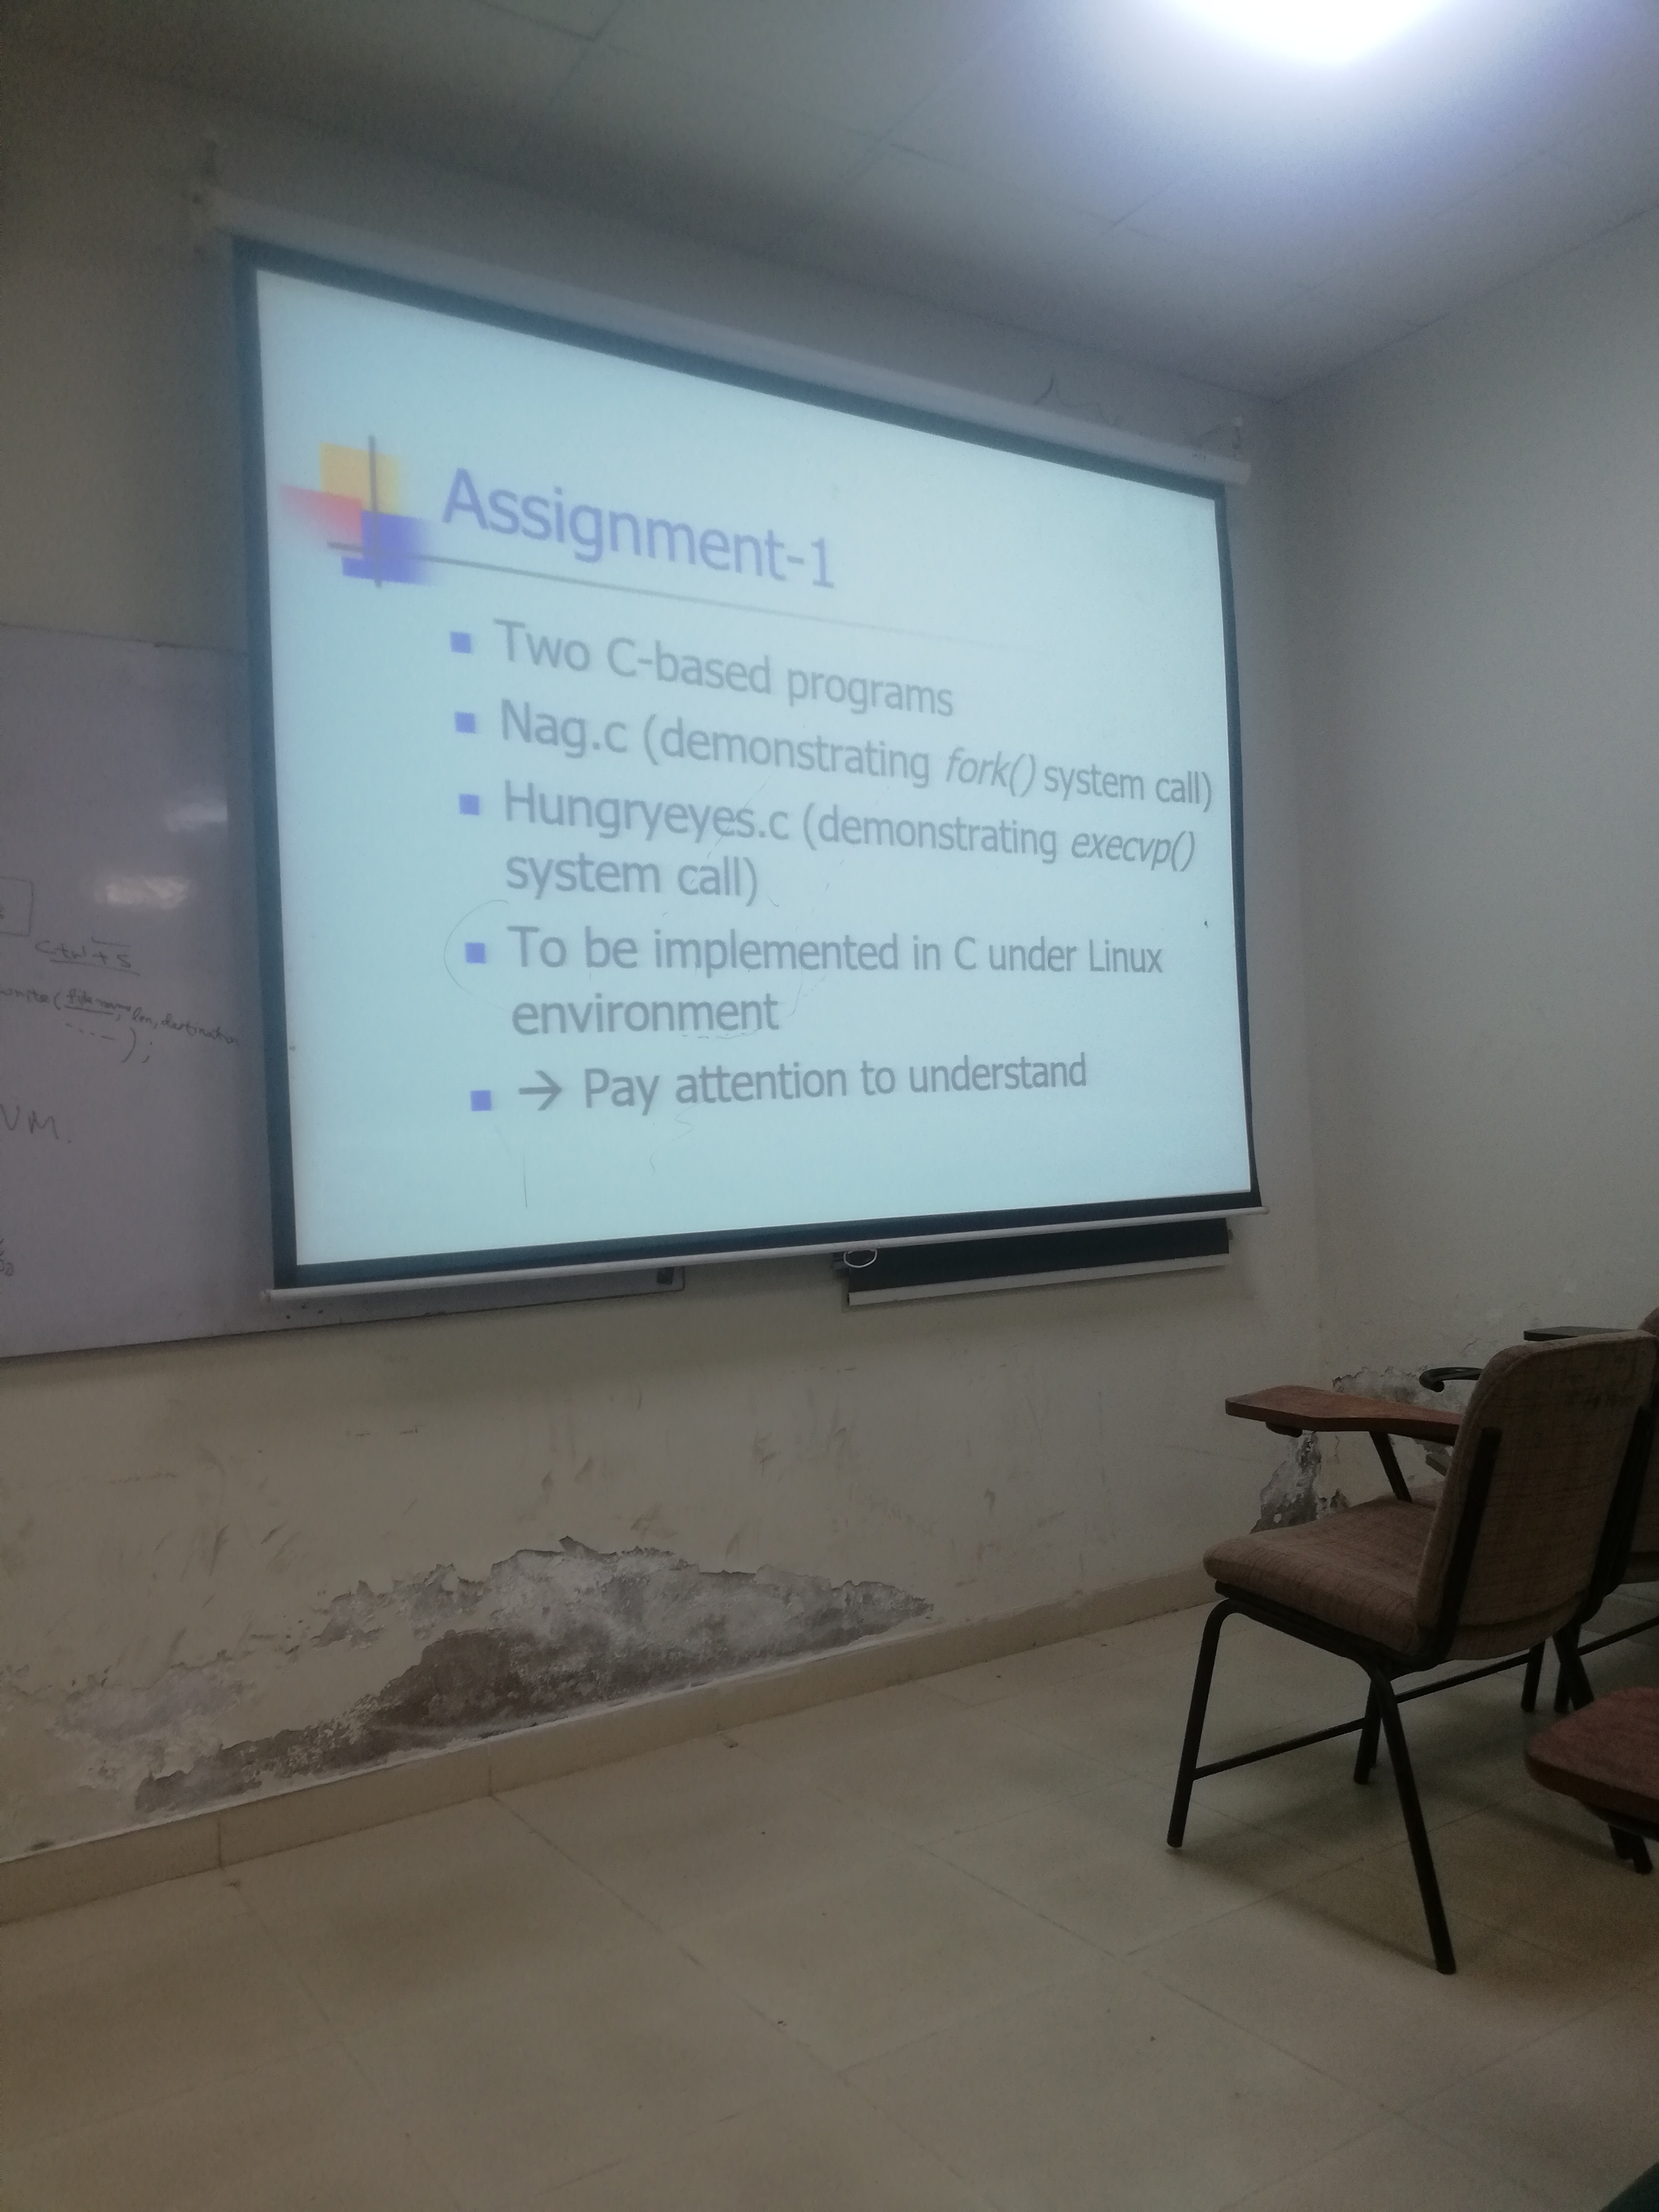 Assignment-1
Two C-based programs
Nag.c (demonstrating fork() system call)
Hungryeyes.c (demonstrating execvp()
system call)
To be implemented in C under Linux
environment
→ Pay attention to understand
Ctrl + S
write(filename, len, destination
....);
VM.